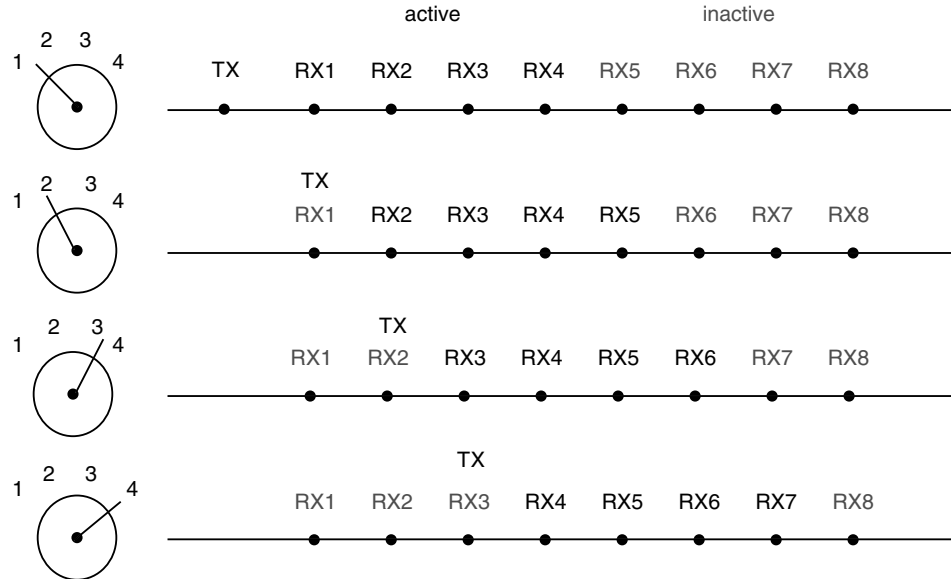 active inactive
1 2 3 4
TX RX1 RX2 RX3 RX4 RX5 RX6 RX7 RX8
1 2 3 4
TX
RX1 RX2 RX3 RX4 RX5 RX6 RX7 RX8
1 2 3 4
TX
RX1 RX2 RX3 RX4 RX5 RX6 RX7 RX8
1 2 3 4
TX
RX1 RX2 RX3 RX4 RX5 RX6 RX7 RX8